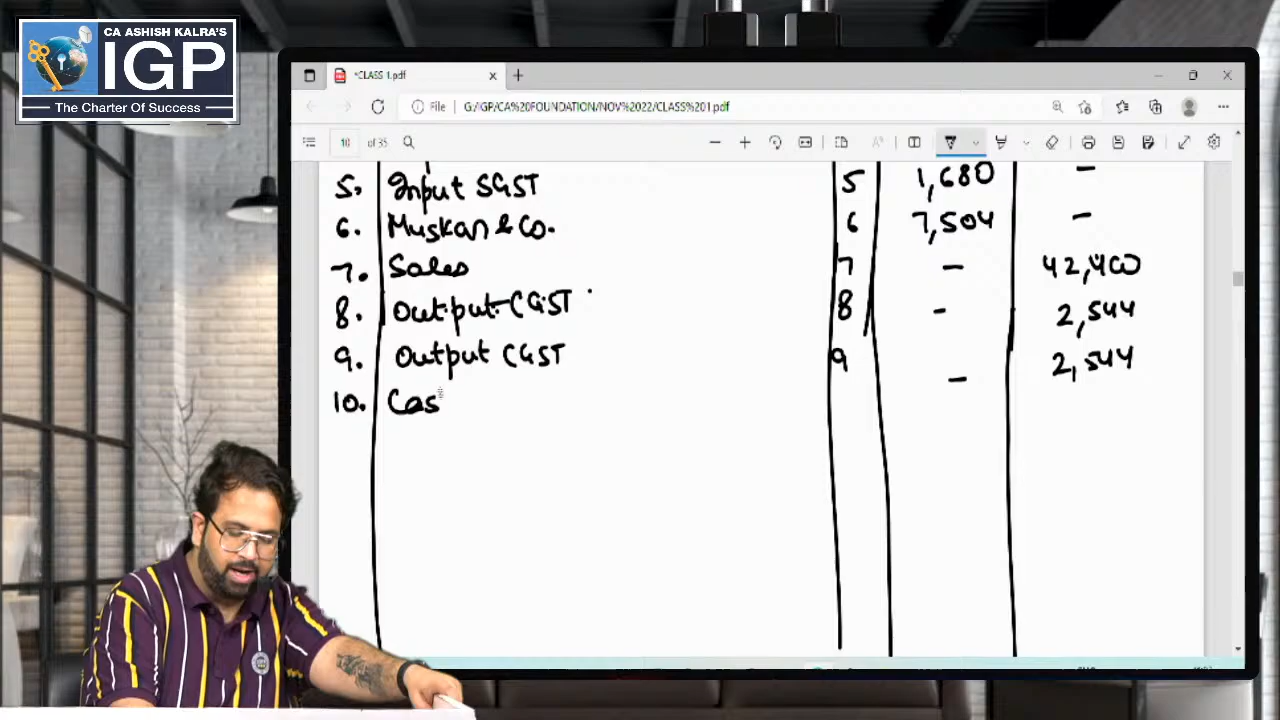 CA ASHISH KALRA'S
IGP
The Charter Of Success
*CLASS 1.pdf
File G:/IGP/CA%20FOUNDATION/NOV%202022/CLASS%201.pdf
10 of 35
5. Input SGST 5 1,680 -
6. Muskan & Co. 6 7,504 -
7. Sales 7 - 42,400
8. Output CGST 8 - 2,544
9. Output CGST 9 - 2,544
10. Cas